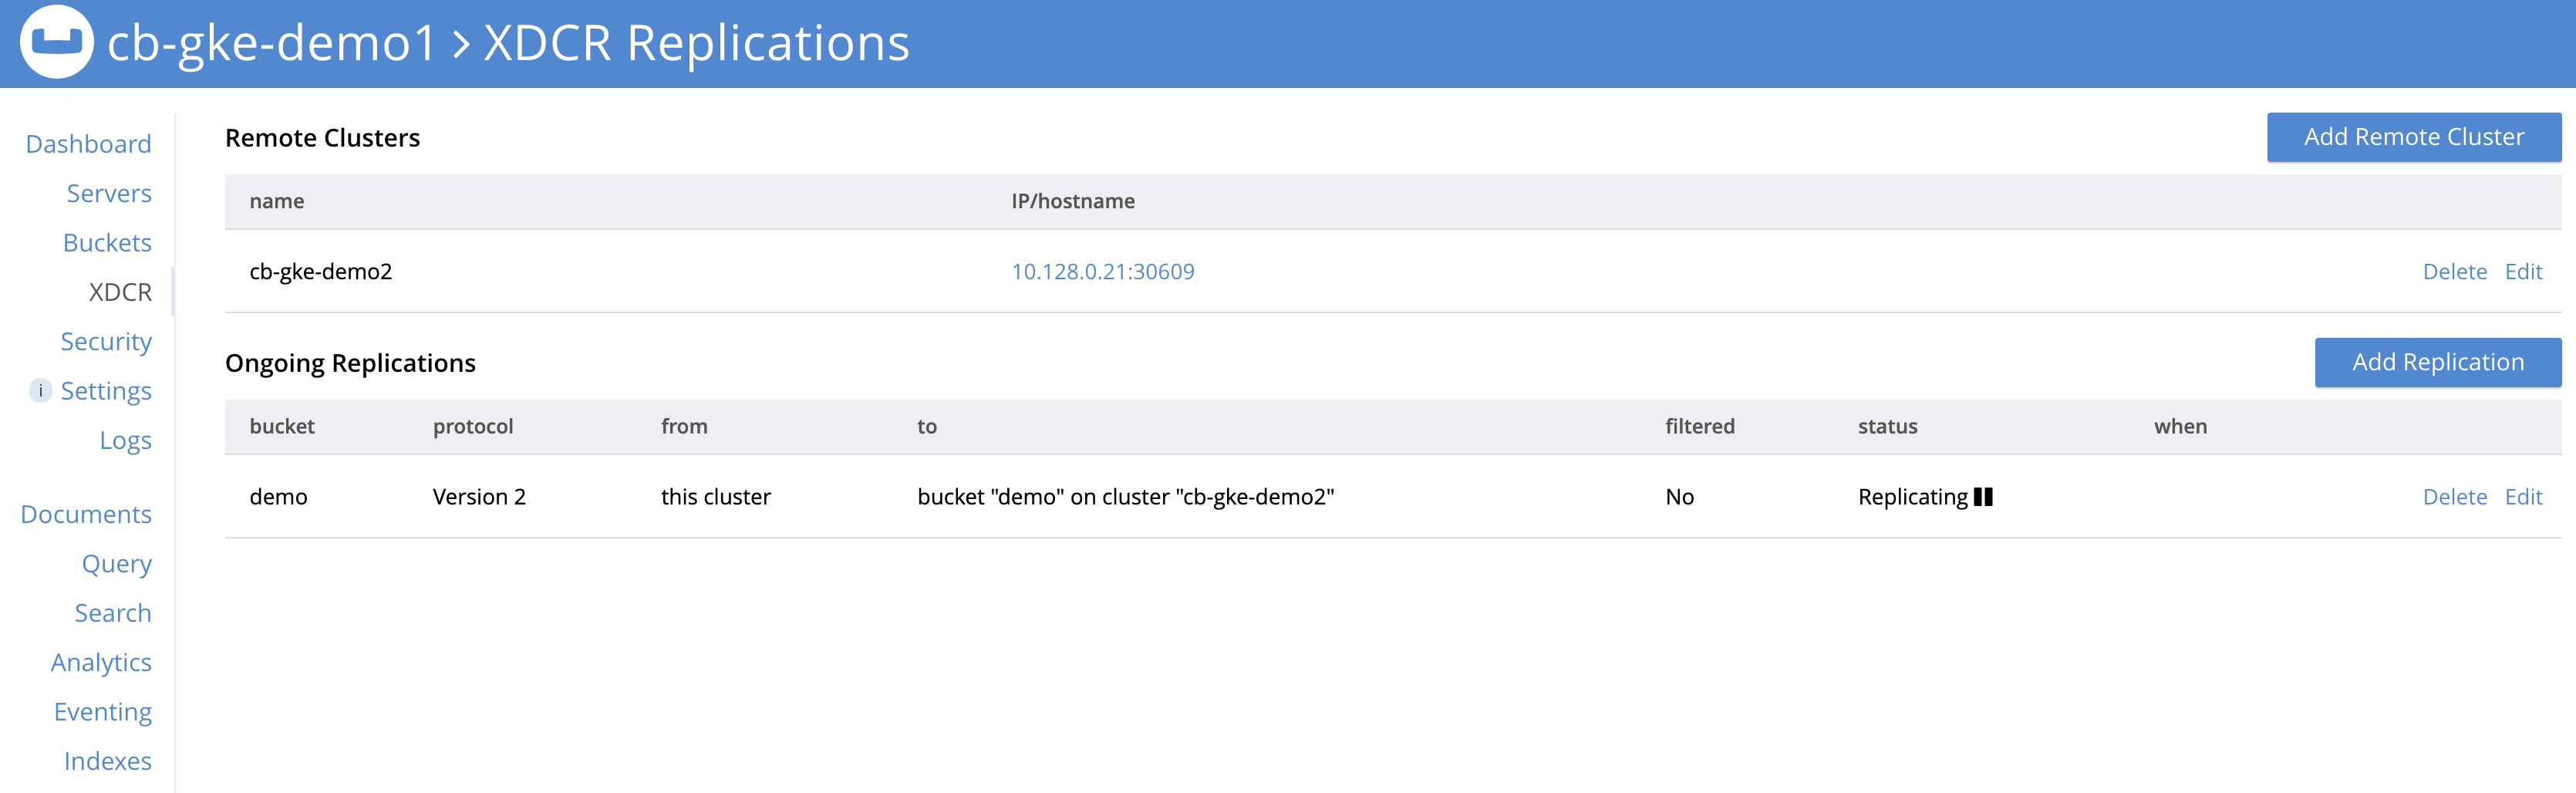 cb-gke-demo1 > XDCR Replications
Dashboard
Servers
Buckets
XDCR
Security
i Settings
Logs
Documents
Query
Search
Analytics
Eventing
Indexes
Remote Clusters
Add Remote Cluster
name IP/hostname
cb-gke-demo2 10.128.0.21:30609 Delete Edit
Ongoing Replications
Add Replication
bucket protocol from to filtered status when
demo Version 2 this cluster bucket "demo" on cluster "cb-gke-demo2" No Replicating Delete Edit